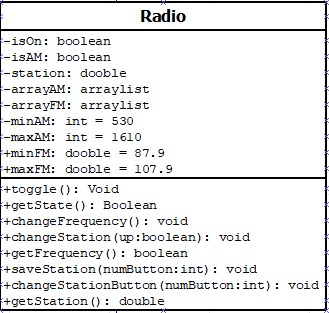 Radio
-isOn: boolean
-isAM: boolean
-station: dooble
-arrayAM: arraylist
-arrayFM: arraylist
-minAM: int = 530
-maxAM: int = 1610
+minFM: dooble = 87.9
+maxFM: dooble = 107.9
+toggle(): Void
+getState(): Boolean
+changeFrequency(): void
+changeStation(up:boolean): void
+getFrequency(): boolean
+saveStation(numButton:int): void
+changeStationButton(numButton:int): void
+getStation(): double